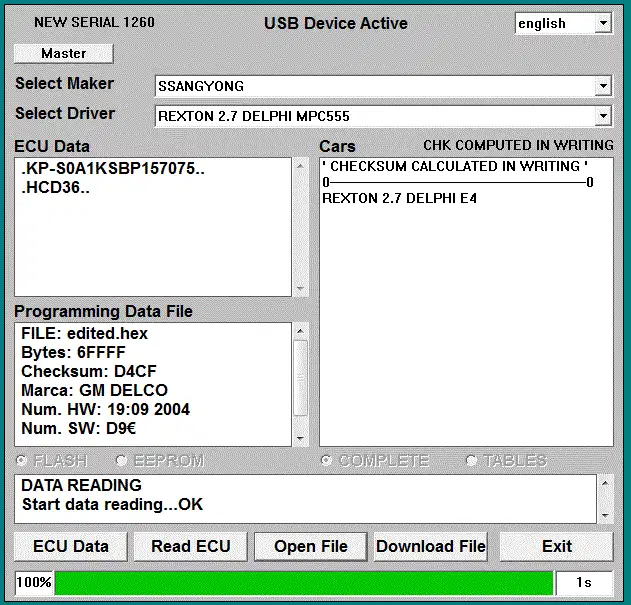 NEW SERIAL 1260
USB Device Active
english
Master
Select Maker
SSANGYONG
Select Driver
REXTON 2.7 DELPHI MPC555
ECU Data
.KP-S0A1KSBP157075..
.HCD36..
Cars
CHK COMPUTED IN WRITING
' CHECKSUM CALCULATED IN WRITING '
0————————————————0
REXTON 2.7 DELPHI E4
Programming Data File
FILE: edited.hex
Bytes: 6FFFF
Checksum: D4CF
Marca: GM DELCO
Num. HW: 19:09 2004
Num. SW: D9€
FLASH
EEPROM
COMPLETE
TABLES
DATA READING
Start data reading...OK
ECU Data
Read ECU
Open File
Download File
Exit
100%
1s